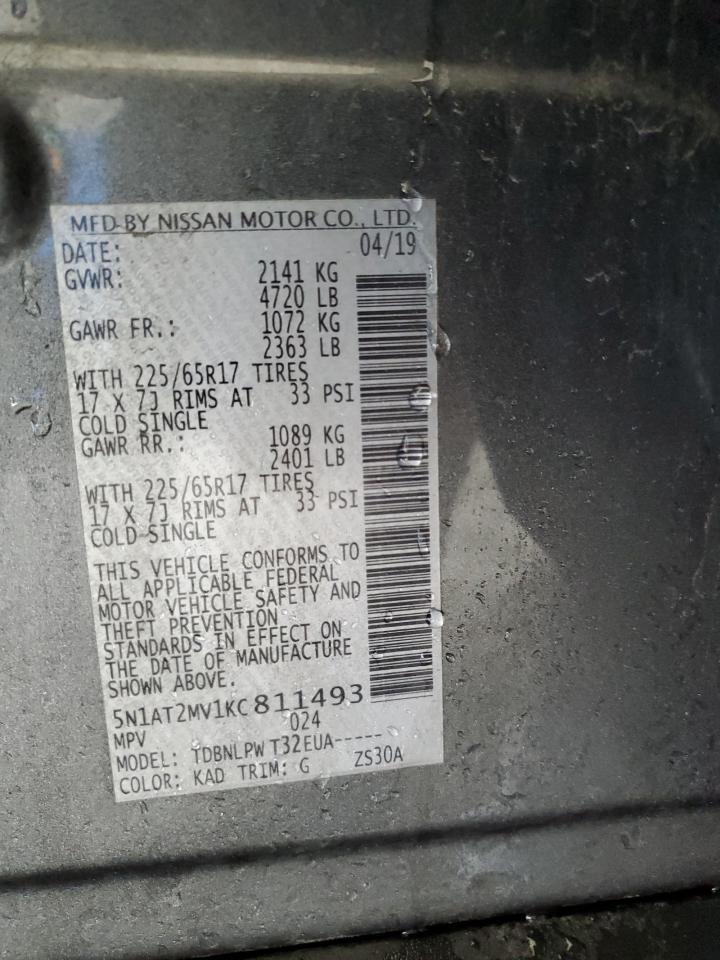 MFD BY NISSAN MOTOR CO., LTD.
DATE: 04/19
GVWR: 2141 KG
4720 LB
GAWR FR.: 1072 KG
2363 LB
WITH 225/65R17 TIRES
17 X 7J RIMS AT 33 PSI
COLD SINGLE
GAWR RR.: 1089 KG
2401 LB
WITH 225/65R17 TIRES
17 X 7J RIMS AT 33 PSI
COLD SINGLE
THIS VEHICLE CONFORMS TO
ALL APPLICABLE FEDERAL
MOTOR VEHICLE SAFETY AND
THEFT PREVENTION
STANDARDS IN EFFECT ON
THE DATE OF MANUFACTURE
SHOWN ABOVE.
5N1AT2MV1KC811493
MPV 024
MODEL: TDBNLPW T32EUA-----
COLOR: KAD TRIM: G ZS30A